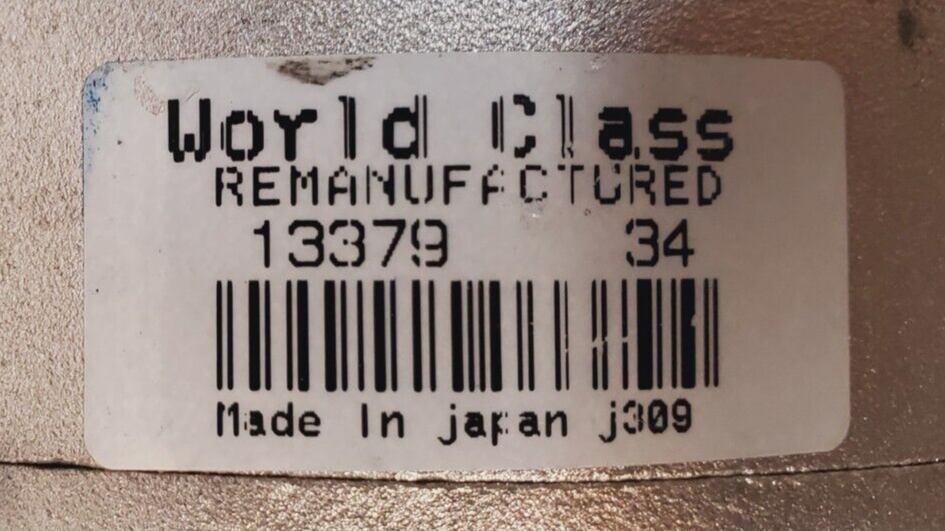 World Class
REMANUFACTURED
13379 34
Made In japan j309